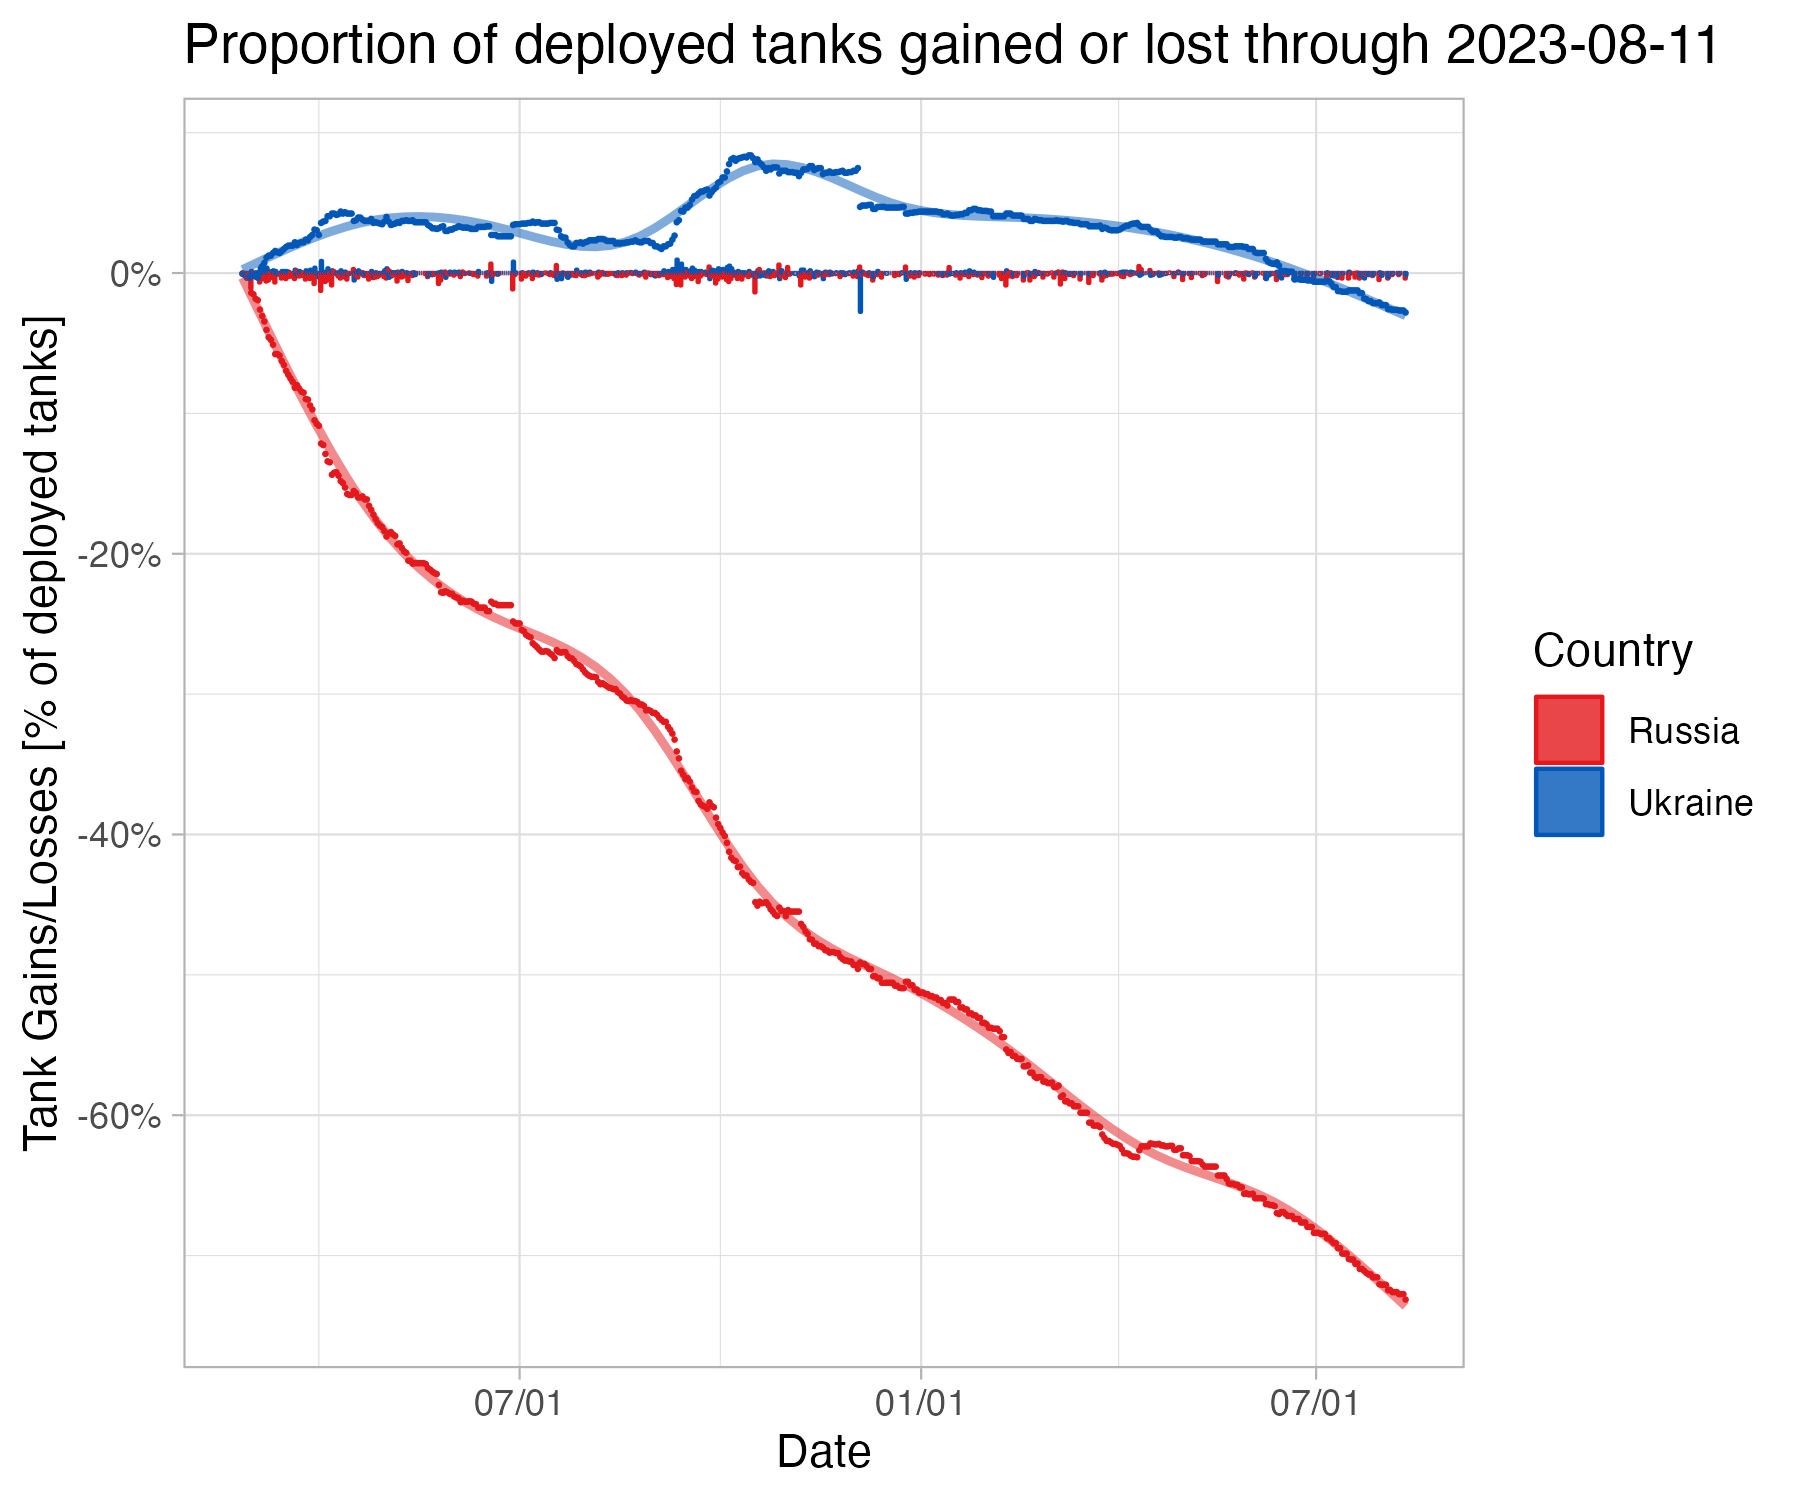 Proportion of deployed tanks gained or lost through 2023-08-11
Tank Gains/Losses [% of deployed tanks]
0%
-20%
-40%
-60%
07/01
01/01
07/01
Date
Country
Russia
Ukraine